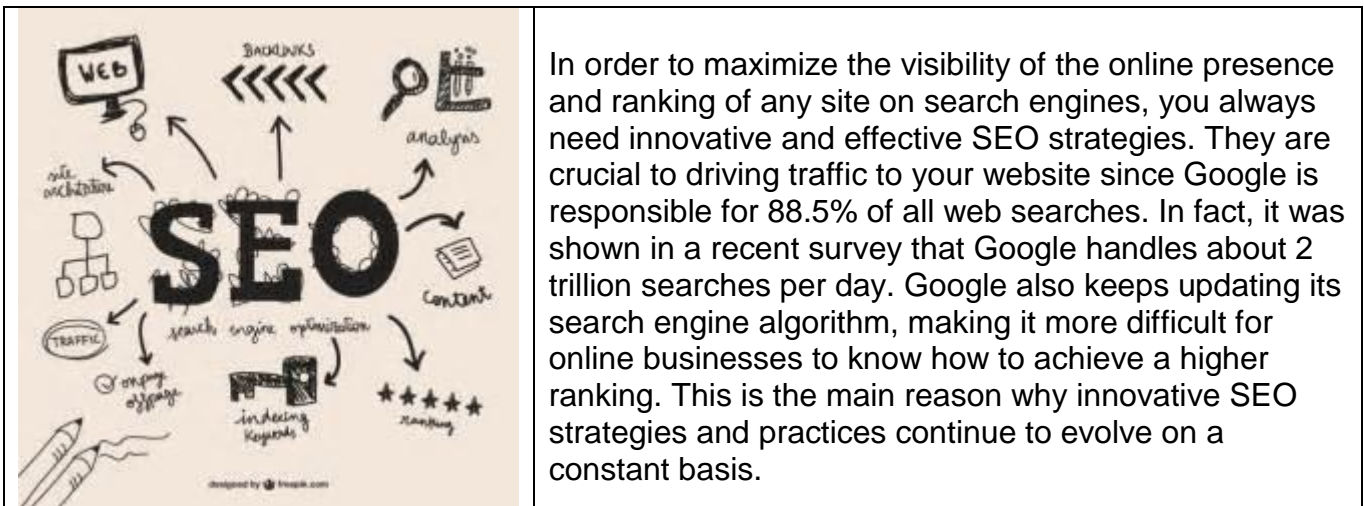 WEB
BACKLINKS
analysis
site
architecture
SEO
content
search engine optimization
TRAFFIC
onpage
offpage
indexing
keywords
ranking
designed by freepik.com
In order to maximize the visibility of the online presence
and ranking of any site on search engines, you always
need innovative and effective SEO strategies. They are
crucial to driving traffic to your website since Google is
responsible for 88.5% of all web searches. In fact, it was
shown in a recent survey that Google handles about 2
trillion searches per day. Google also keeps updating its
search engine algorithm, making it more difficult for
online businesses to know how to achieve a higher
ranking. This is the main reason why innovative SEO
strategies and practices continue to evolve on a
constant basis.